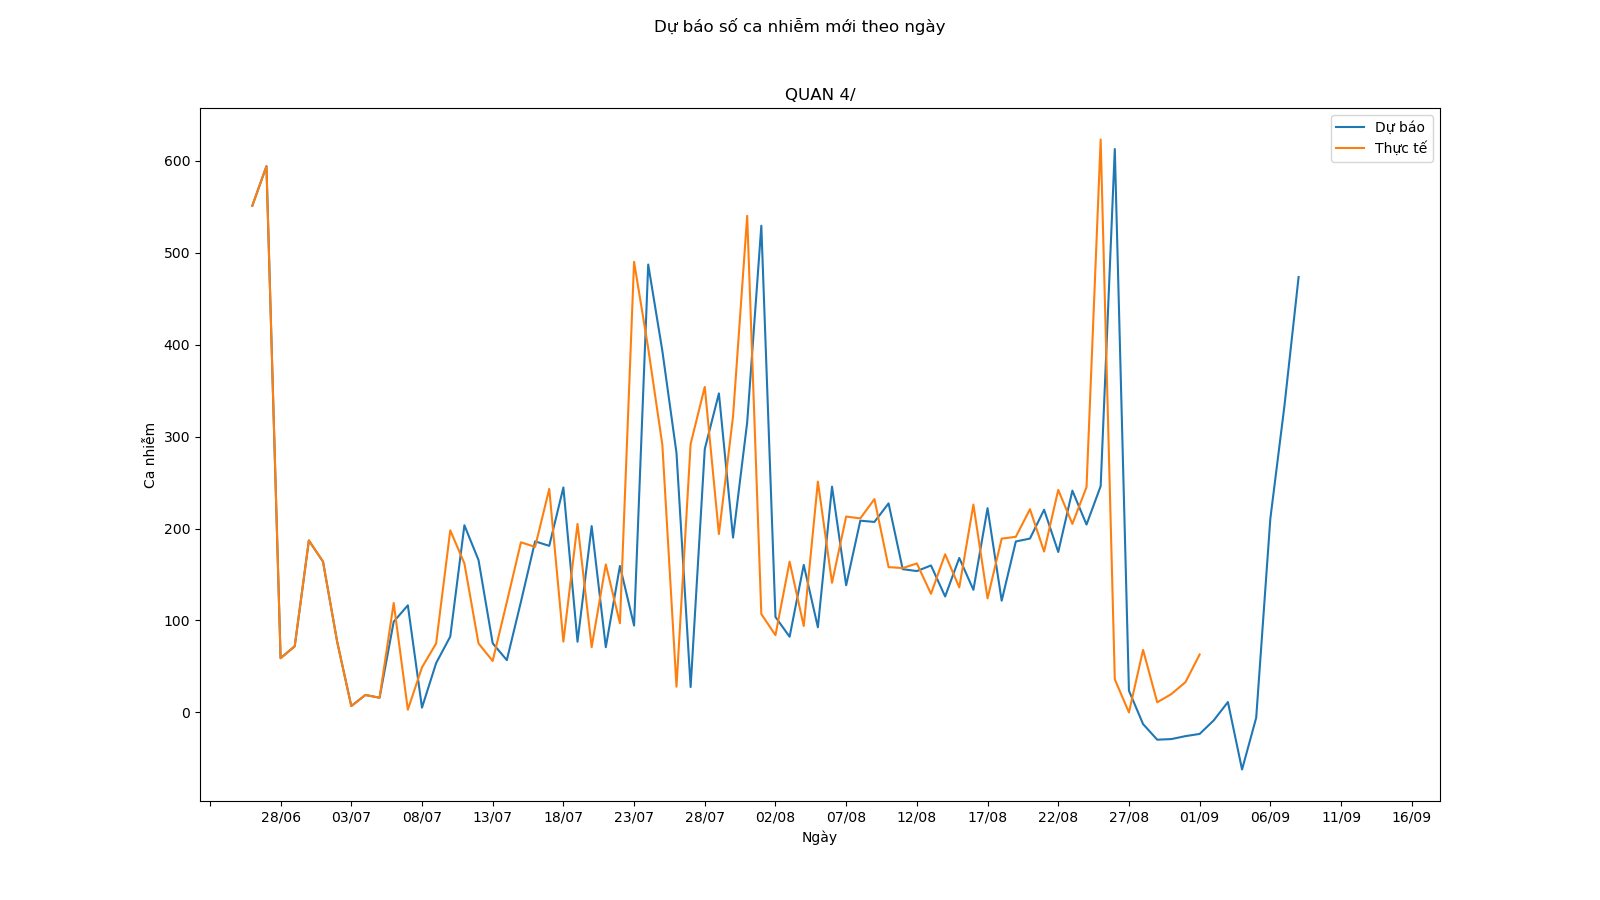 Dự báo số ca nhiễm mới theo ngày
QUAN 4/
Dự báo
Thực tế
600
500
400
300
200
100
0
Ca nhiễm
28/06 03/07 08/07 13/07 18/07 23/07 28/07 02/08 07/08 12/08 17/08 22/08 27/08 01/09 06/09 11/09 16/09
Ngày